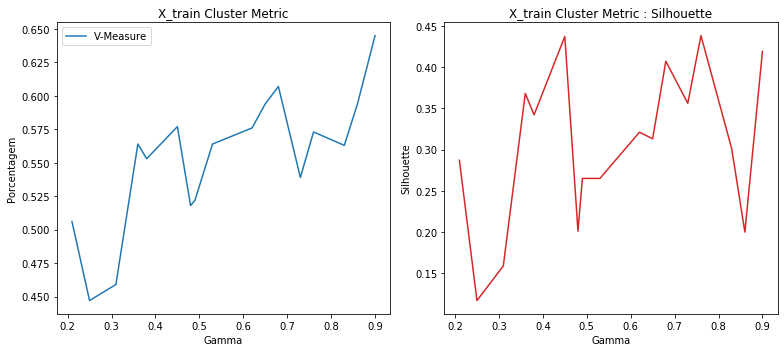 X_train Cluster Metric
V-Measure
Porcentagem
0.650
0.625
0.600
0.575
0.550
0.525
0.500
0.475
0.450
0.2 0.3 0.4 0.5 0.6 0.7 0.8 0.9
Gamma
X_train Cluster Metric : Silhouette
Silhouette
0.45
0.40
0.35
0.30
0.25
0.20
0.15
0.2 0.3 0.4 0.5 0.6 0.7 0.8 0.9
Gamma